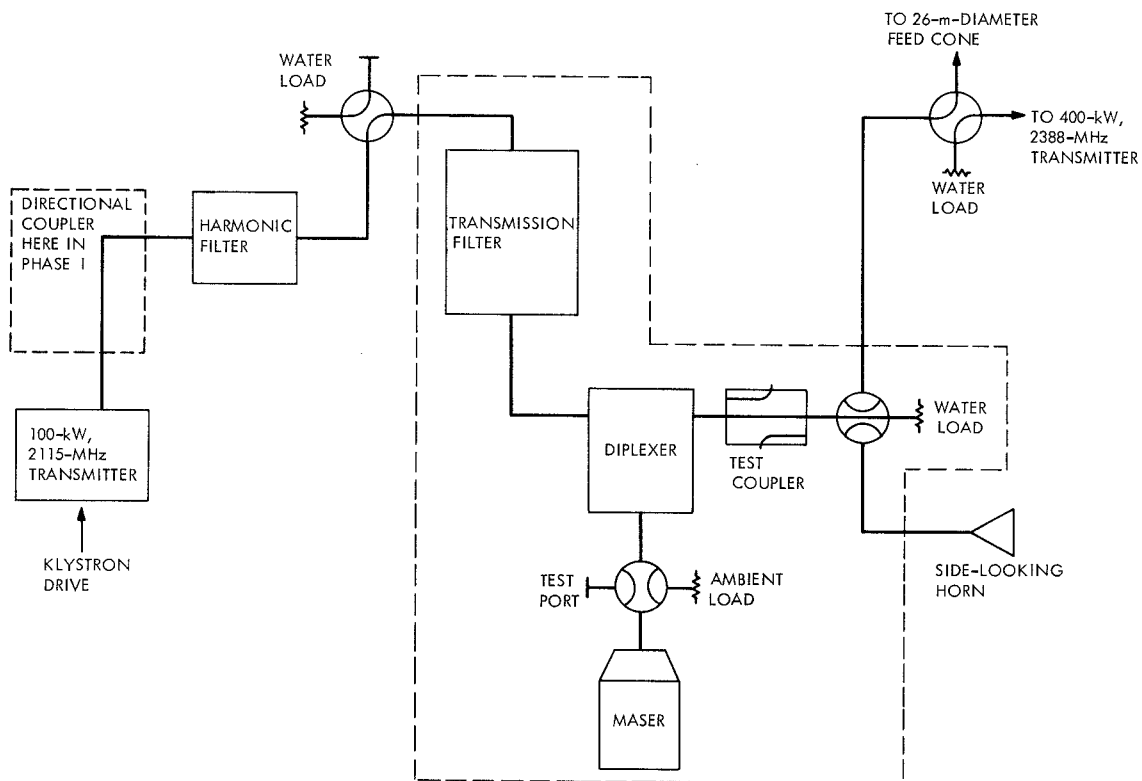 TO 26-m-DIAMETER
FEED CONE
WATER
LOAD
TO 400-kW,
2388-MHz
TRANSMITTER
WATER
LOAD
DIRECTIONAL
COUPLER
HERE IN
PHASE I
HARMONIC
FILTER
TRANSMISSION
FILTER
100-kW,
2115-MHz
TRANSMITTER
DIPLEXER
TEST
COUPLER
WATER
LOAD
KLYSTRON
DRIVE
TEST
PORT
AMBIENT
LOAD
SIDE-LOOKING
HORN
MASER